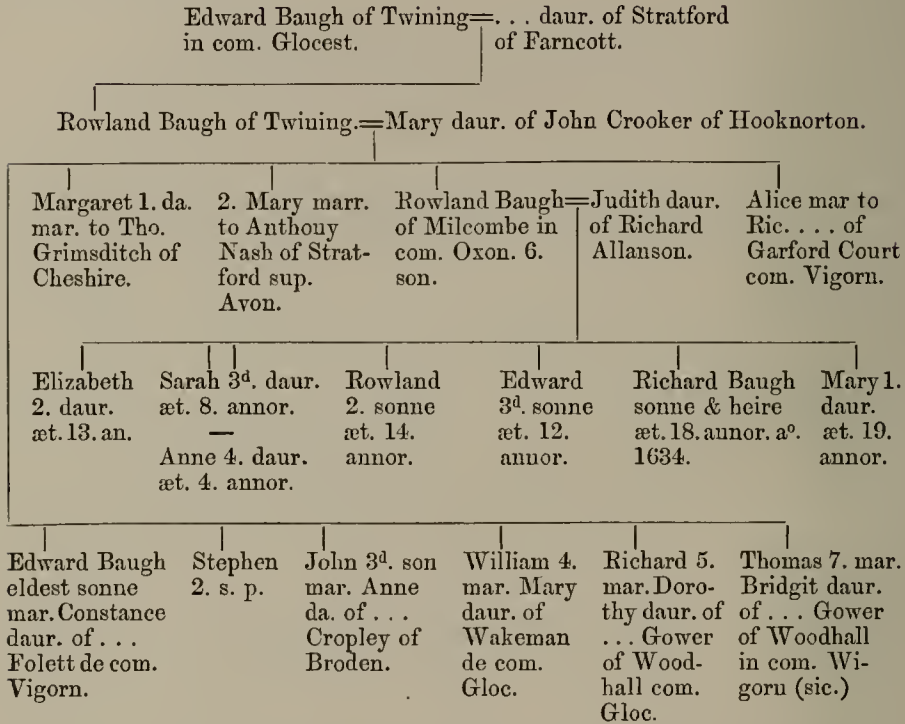 Edward Baugh of Twining=. . . daur. of Stratford
in com. Glocest.
of Farncott.
Rowland Baugh of Twining.=Mary daur. of John Crooker of Hooknorton.
Margaret 1. da.
mar. to Tho.
Grimsditch of
Cheshire.
2. Mary marr.
to Anthony
Nash of Strat-
ford sup.
Avon.
Rowland Baugh=
of Milcombe in
com. Oxon. 6.
son.
Judith daur.
of Richard
Allanson.
Alice mar to
Ric. . . . of
Garford Court
com. Vigorn.
Elizabeth
2. daur.
æt. 13. an.
Sarah 3ᵈ. daur.
æt. 8. annor.
—
Anne 4. daur.
æt. 4. annor.
Rowland
2. sonne
æt. 14.
annor.
Edward
3ᵈ. sonne
æt. 12.
annor.
Richard Baugh
sonne & heire
æt. 18. annor. aᵒ.
1634.
Mary 1.
daur.
æt. 19.
annor.
Edward Baugh
eldest sonne
mar. Constance
daur. of . . .
Folett de com.
Vigorn.
Stephen
2. s. p.
John 3ᵈ. son
mar. Anne
da. of . . .
Cropley of
Broden.
William 4.
mar. Mary
daur. of
Wakeman
de com.
Gloc.
Richard 5.
mar. Doro-
thy daur. of
. . . Gower
of Wood-
hall com.
Gloc.
Thomas 7. mar.
Bridgit daur.
of . . . Gower
of Woodhall
in com. Wi-
goru (sic.)